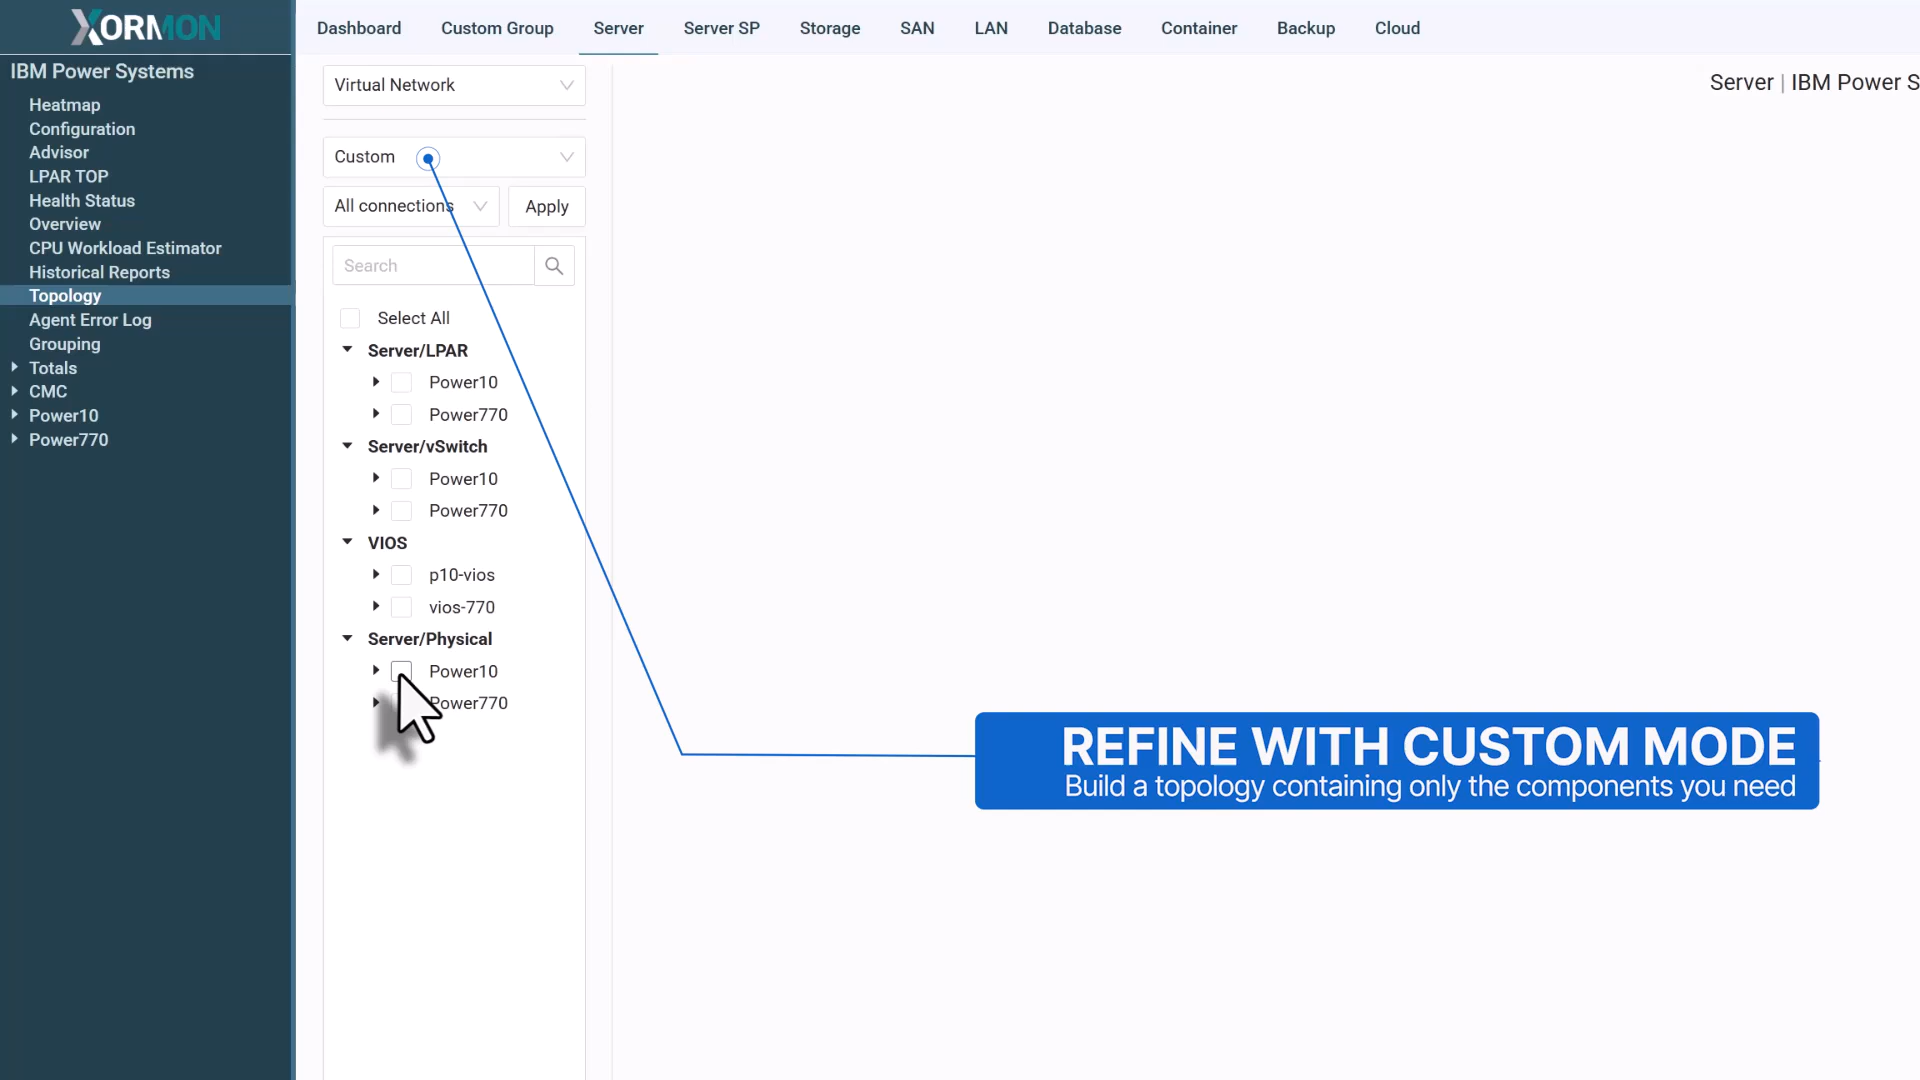 XORMON
Dashboard
Custom Group
Server
Server SP
Storage
SAN
LAN
Database
Container
Backup
Cloud
IBM Power Systems
Heatmap
Configuration
Advisor
LPAR TOP
Health Status
Overview
CPU Workload Estimator
Historical Reports
Topology
Agent Error Log
Grouping
Totals
CMC
Power10
Power770
Virtual Network
Custom
All connections
Apply
Search
Select All
Server/LPAR
Power10
Power770
Server/vSwitch
Power10
Power770
VIOS
p10-vios
vios-770
Server/Physical
Power10
Power770
Server | IBM Power S
REFINE WITH CUSTOM MODE
Build a topology containing only the components you need